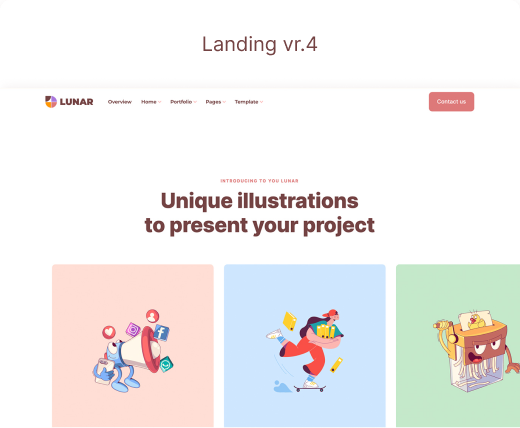 Landing vr.4
LUNAR
Overview
Home
Portfolio
Pages
Template
Contact us
INTRODUCING TO YOU LUNAR
Unique illustrations
to present your project